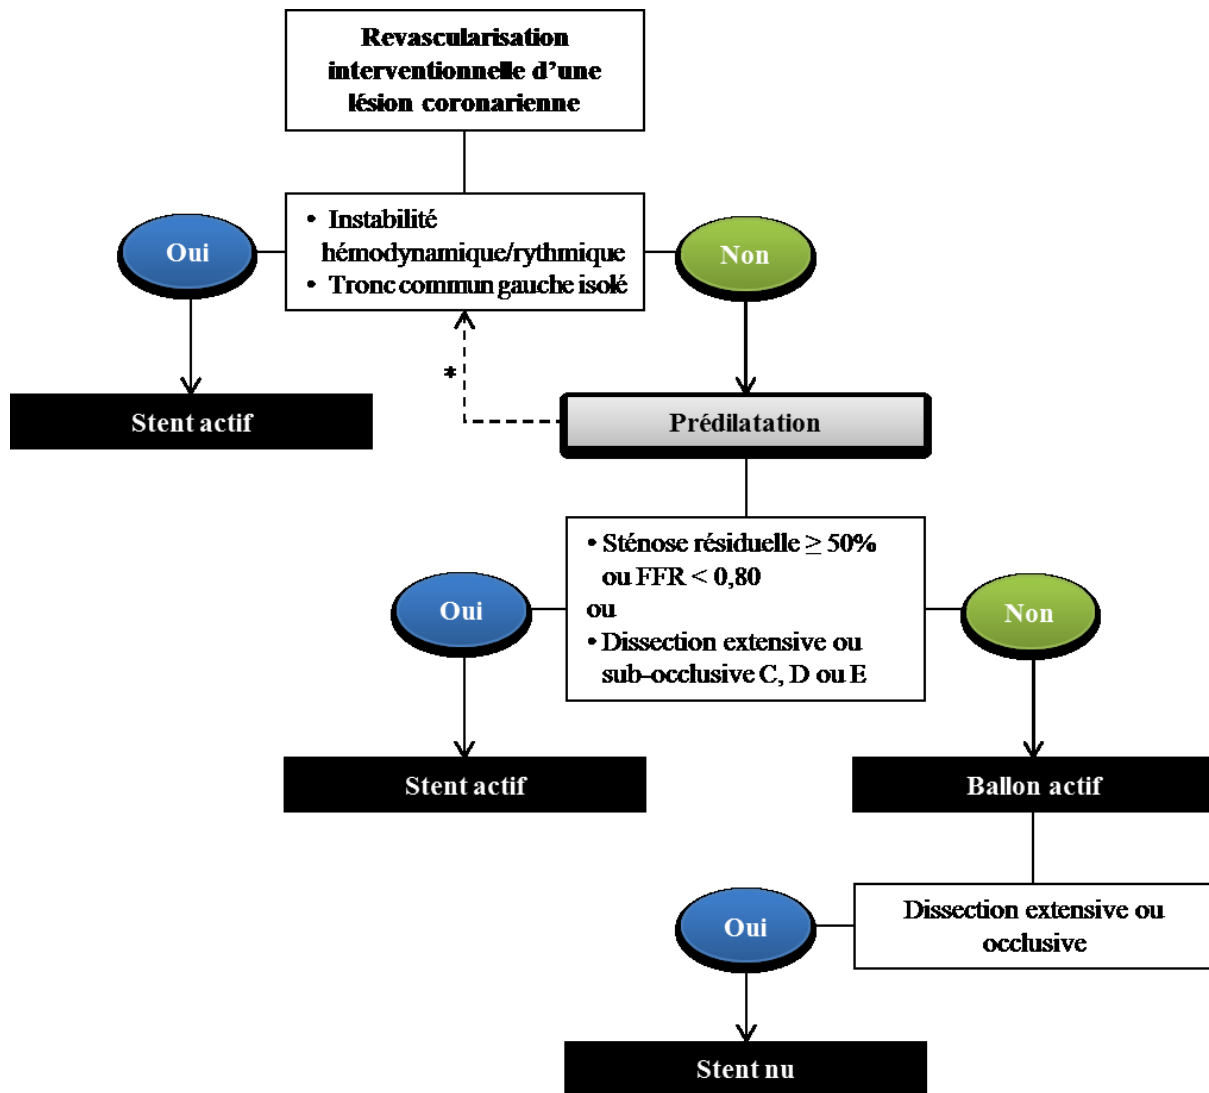 Revascularisation
interventionnelle d’une
lésion coronarienne
Oui
• Instabilité
hémodynamique/rythmique
• Tronc commun gauche isolé
Non
*
Stent actif
Prédilatation
Oui
• Sténose résiduelle ≥ 50%
ou FFR < 0,80
ou
• Dissection extensive ou
sub-occlusive C, D ou E
Non
Stent actif
Ballon actif
Oui
Dissection extensive ou
occlusive
Stent nu